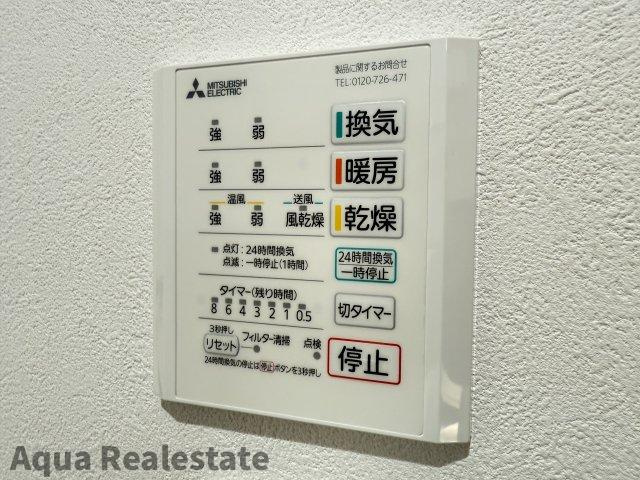 MITSUBISHI
ELECTRIC
製品に関するお問合せ
TEL:0120-726-471
強 弱 換気
強 弱 暖房
温風 送風
強 弱 風乾燥 乾燥
点灯:24時間換気
点滅:一時停止(1時間)
24時間換気
一時停止
タイマー(残り時間)
8 6 4 3 2 1 0.5
切タイマー
3秒押し
リセット フィルター清掃 点検
停止
24時間換気の停止は停止ボタンを3秒押し
Aqua Realestate